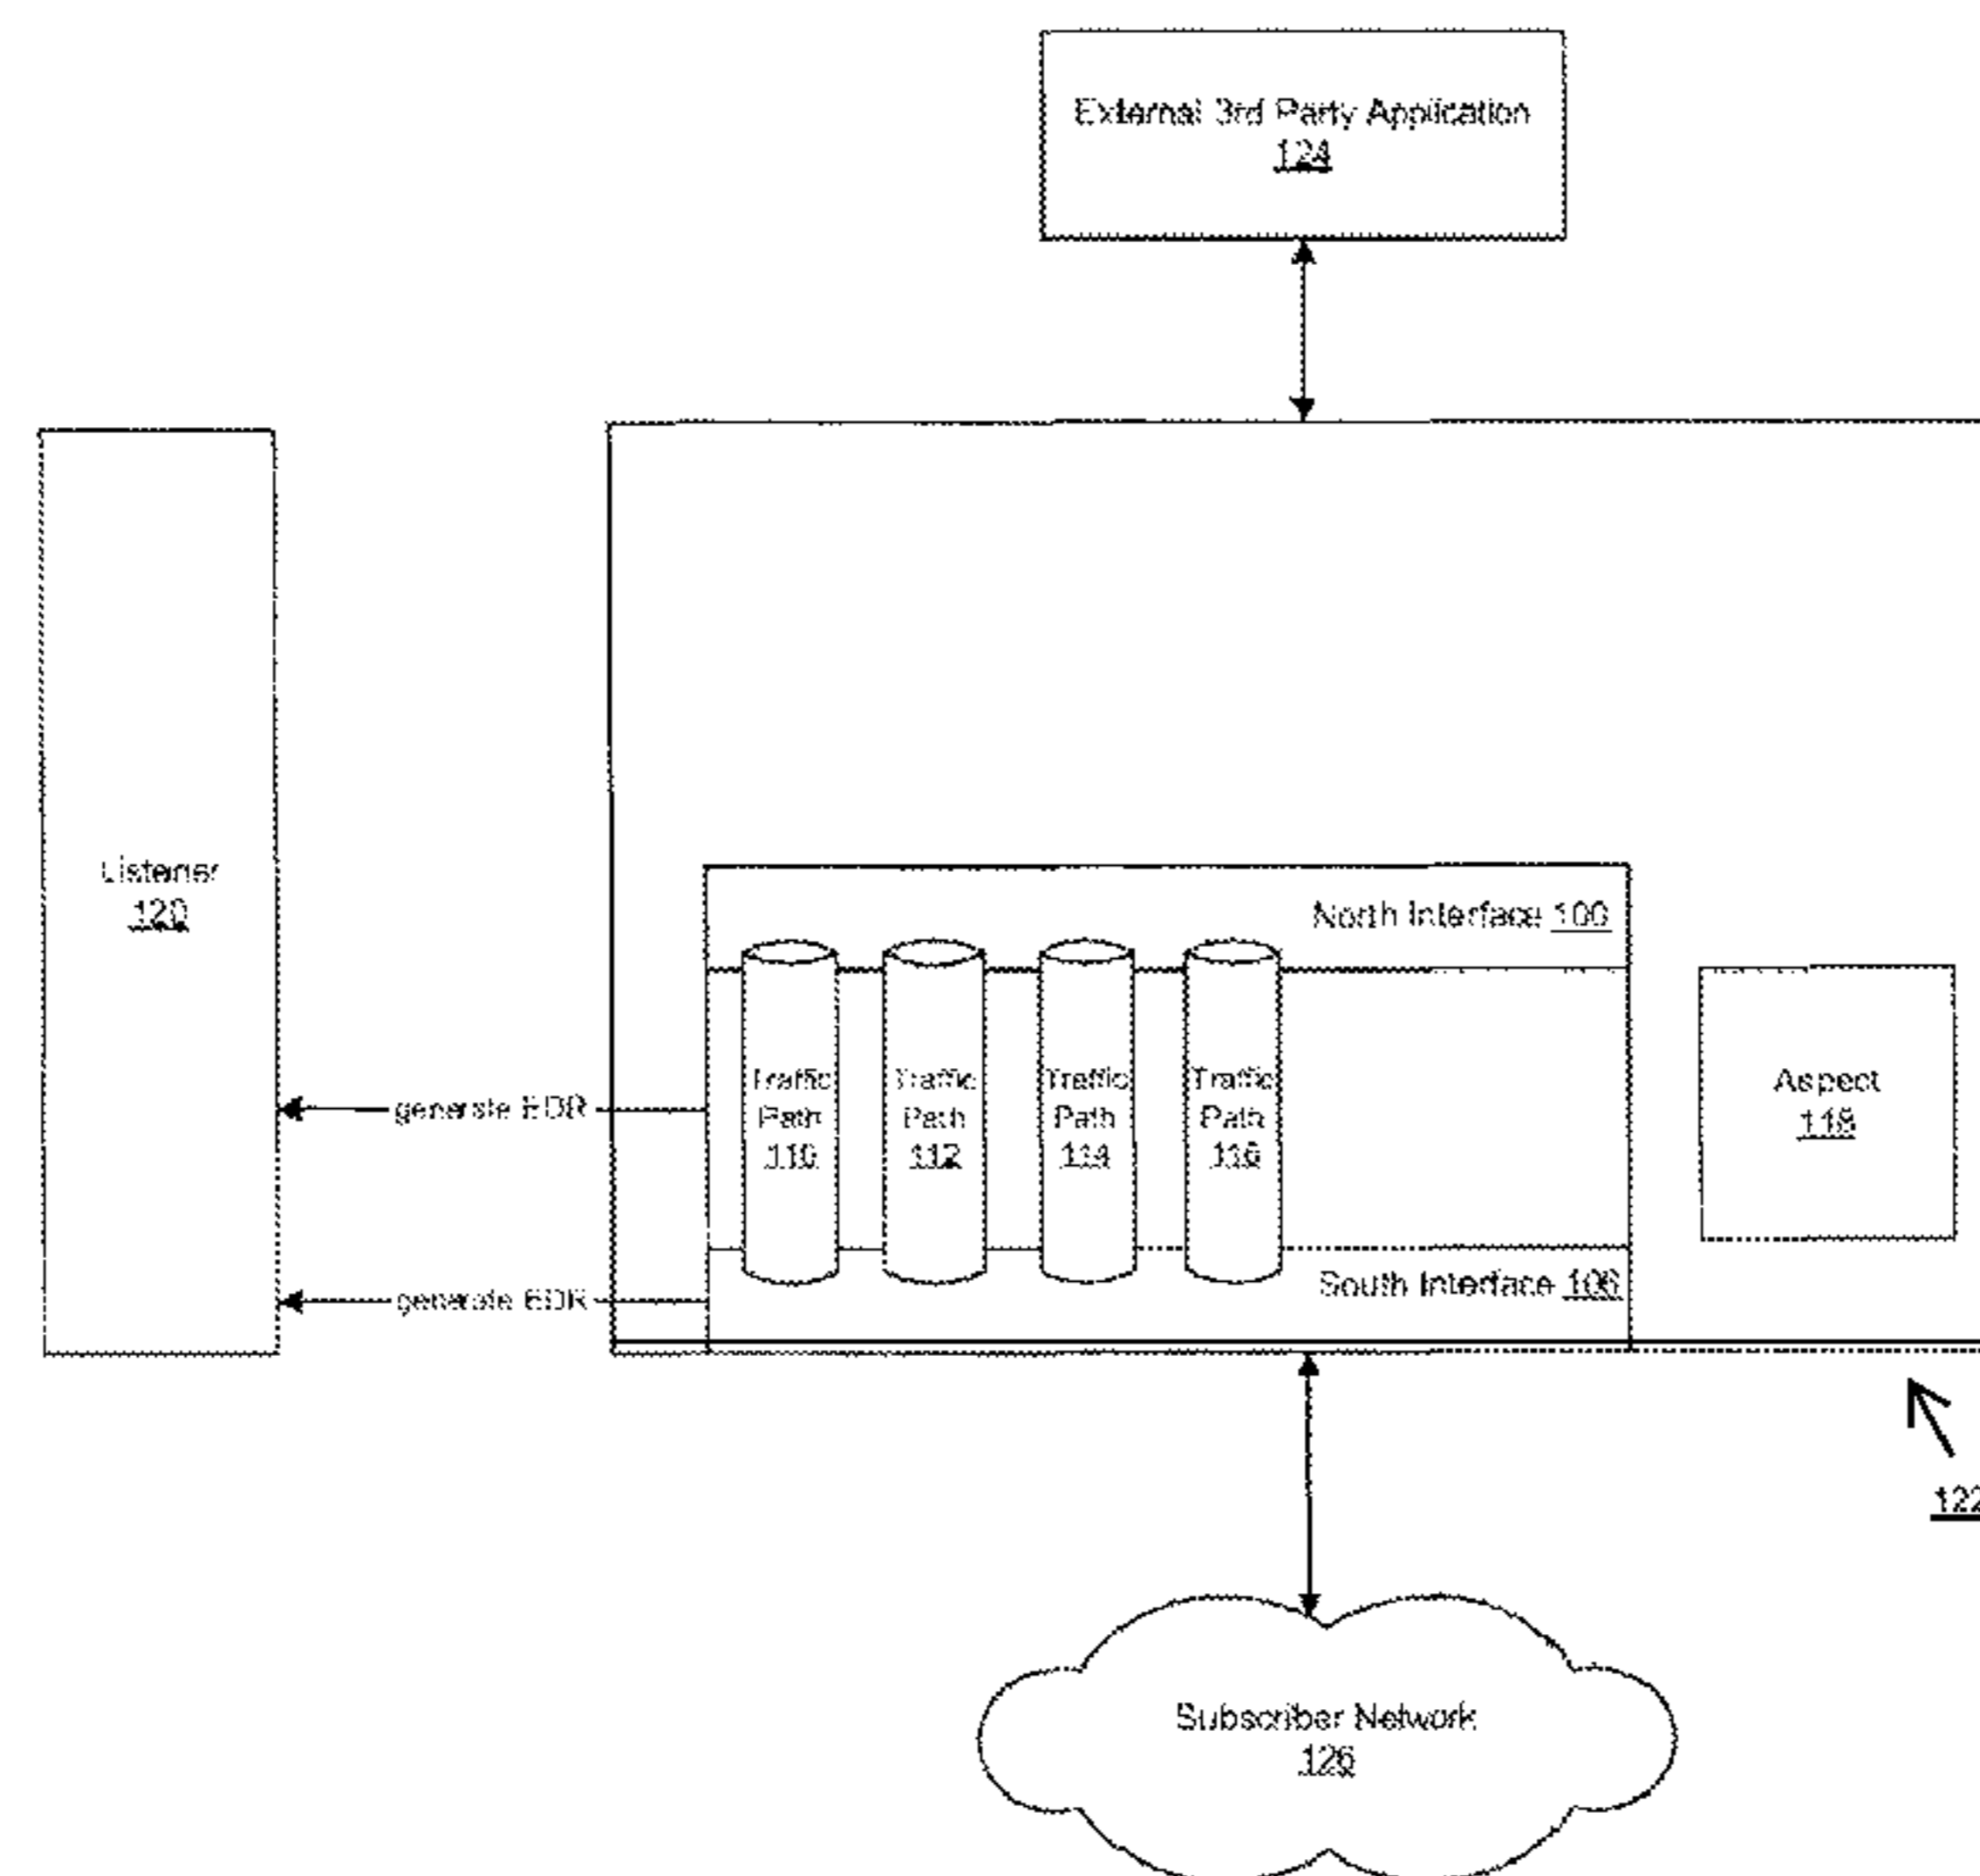 External 3rd Party Application
124
Listener
120
North Interface 100
Traffic
Path
110
Traffic
Path
112
Traffic
Path
114
Traffic
Path
116
Aspect
118
generate EDR
generate EDR
South Interface 106
122
Subscriber Network
126